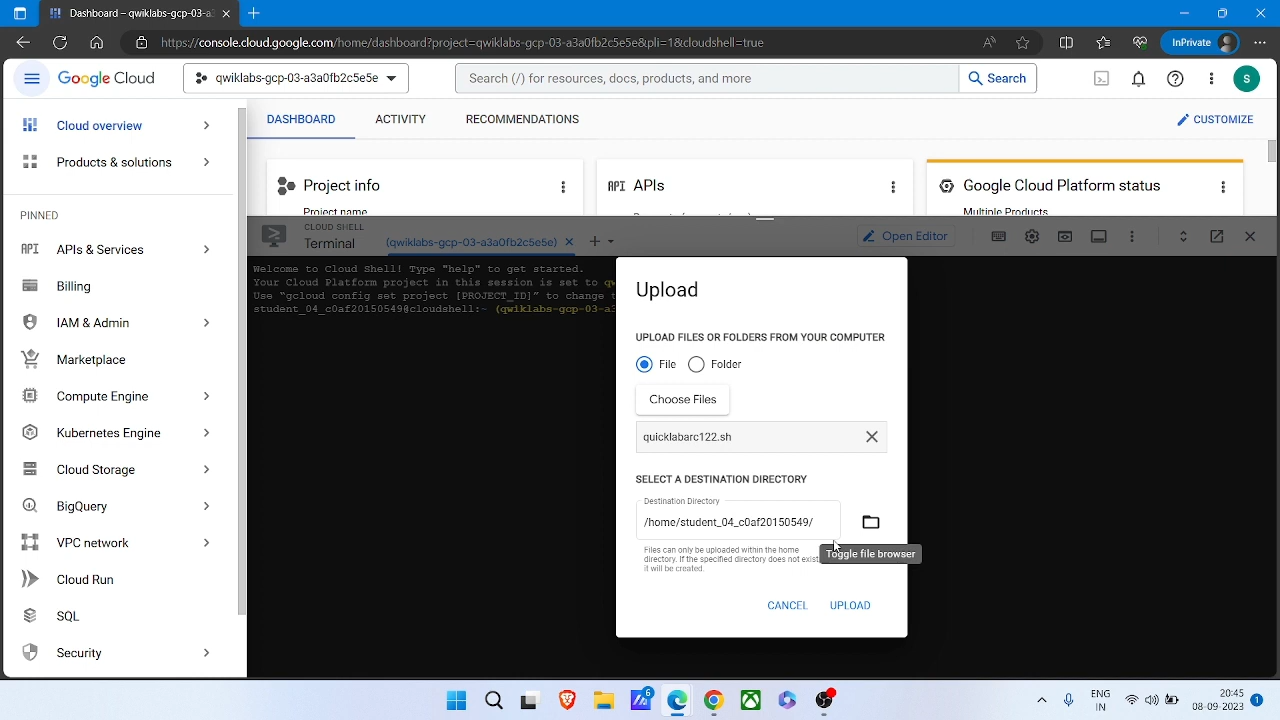 Dashboard – qwiklabs-gcp-03-a3
https://console.cloud.google.com/home/dashboard?project=qwiklabs-gcp-03-a3a0fb2c5e5e&pli=1&cloudshell=true
InPrivate
Google Cloud
qwiklabs-gcp-03-a3a0fb2c5e5e
Search (/) for resources, docs, products, and more
Search
S
Cloud overview
Products & solutions
PINNED
API APIs & Services
Billing
IAM & Admin
Marketplace
Compute Engine
Kubernetes Engine
Cloud Storage
BigQuery
VPC network
Cloud Run
SQL
Security
DASHBOARD
ACTIVITY
RECOMMENDATIONS
CUSTOMIZE
Project info
Project name
API APIs
Google Cloud Platform status
Multiple Products
CLOUD SHELL
Terminal
(qwiklabs-gcp-03-a3a0fb2c5e5e)
Open Editor
Welcome to Cloud Shell! Type "help" to get started.
Your Cloud Platform project in this session is set to qw
Use "gcloud config set project [PROJECT_ID]" to change t
student_04_c0af20150549@cloudshell:~ (qwiklabs-gcp-03-a3
Upload
UPLOAD FILES OR FOLDERS FROM YOUR COMPUTER
File
Folder
Choose Files
quicklabarc122.sh
SELECT A DESTINATION DIRECTORY
Destination Directory
/home/student_04_c0af20150549/
Files can only be uploaded within the home
directory. If the specified directory does not exist
it will be created.
Toggle file browser
CANCEL
UPLOAD
6
ENG
IN
20:45
08-09-2023
1